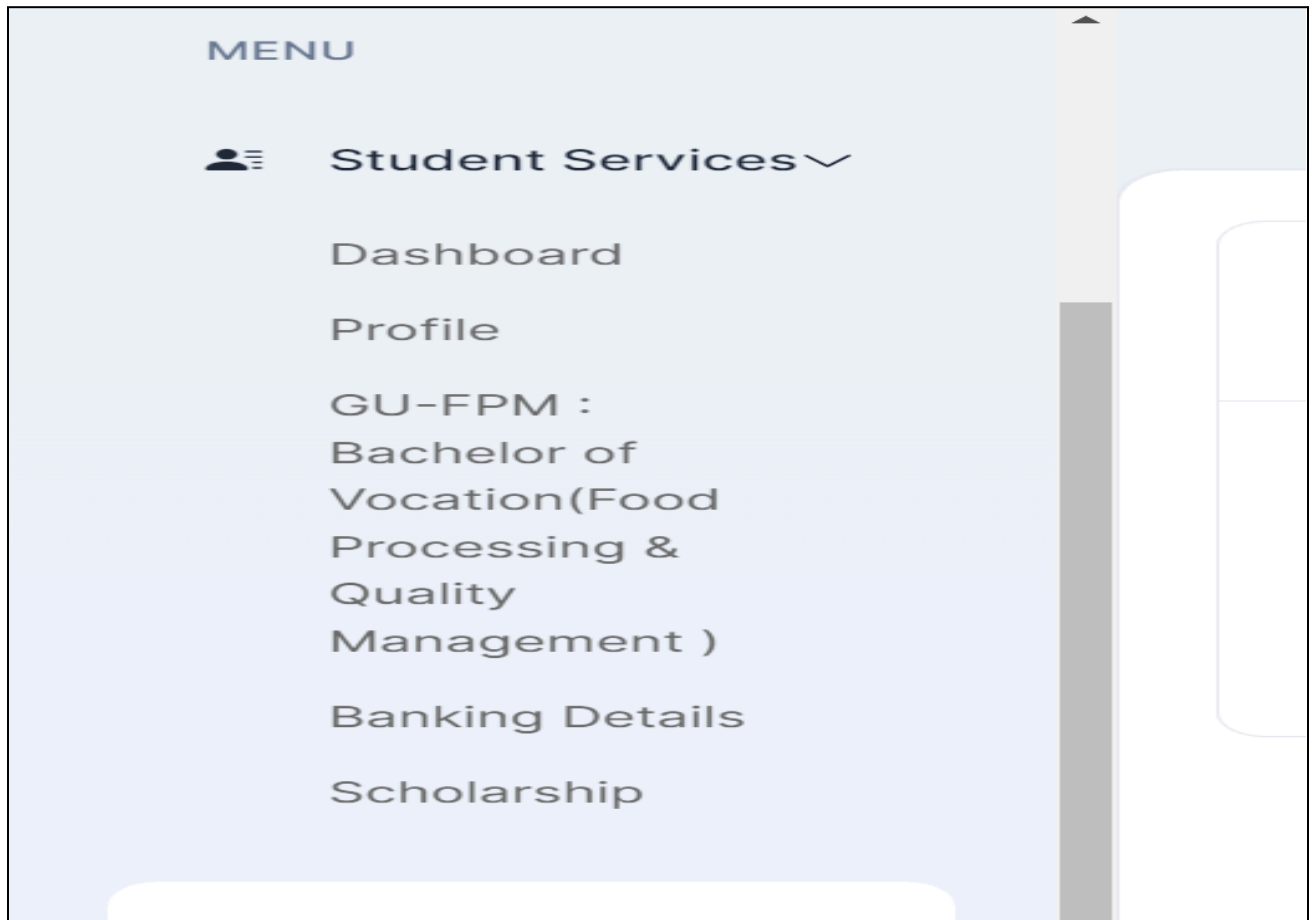 MENU
Student Services
Dashboard
Profile
GU-FPM :
Bachelor of
Vocation(Food
Processing &
Quality
Management )
Banking Details
Scholarship